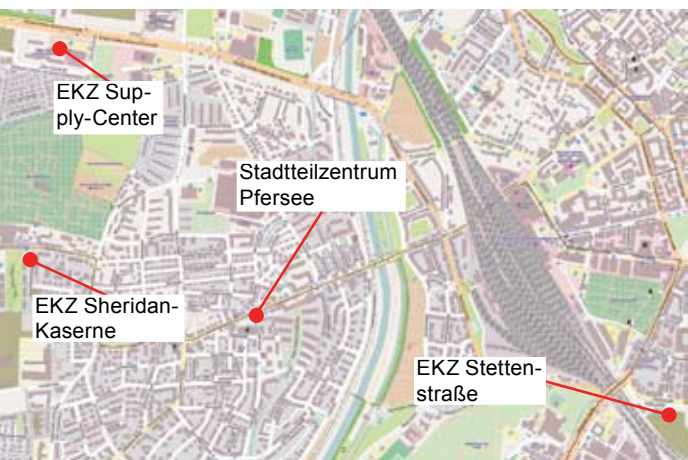 EKZ Sup-
ply-Center
Stadtteilzentrum
Pfersee
EKZ Sheridan-
Kaserne
EKZ Stetten-
straße